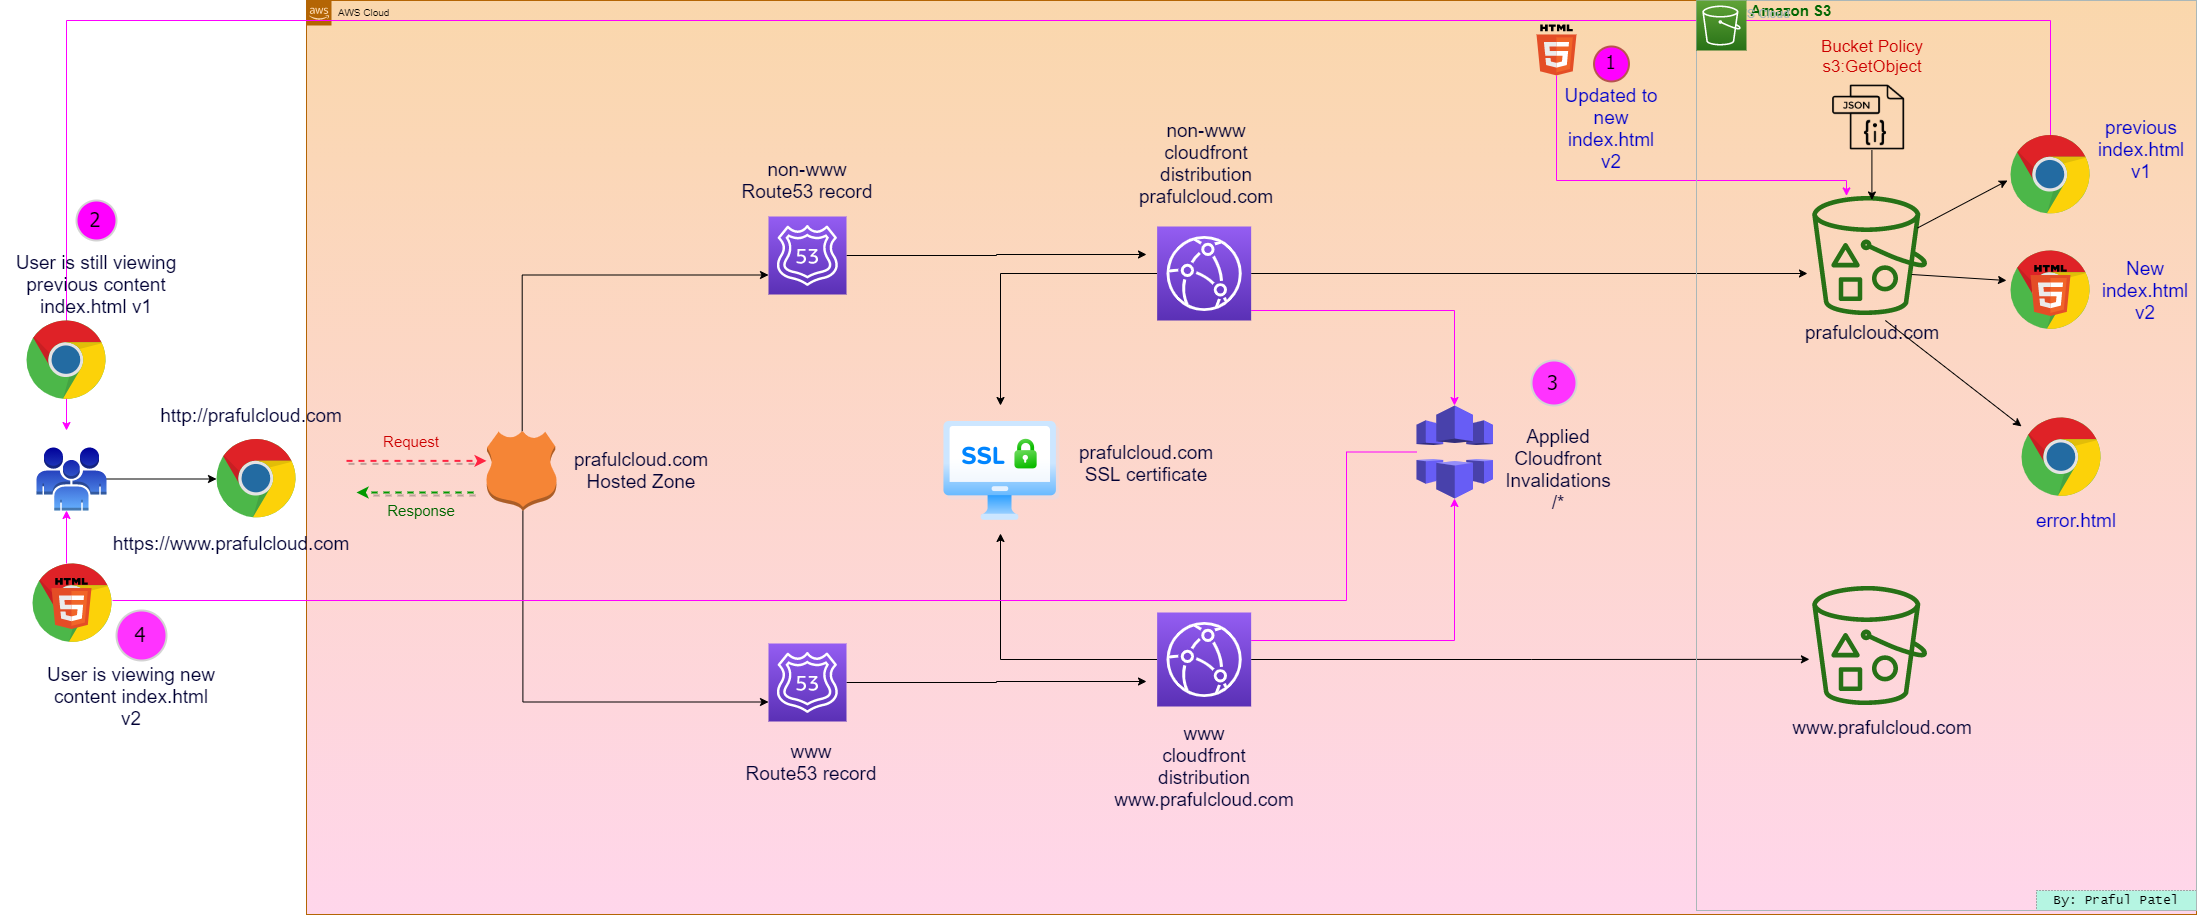 aws
AWS Cloud
Amazon S3
HTML
5
1
Updated to
new
index.html
v2
Bucket Policy
s3:GetObject
JSON
{i}
previous
index.html
v1
non-www
cloudfront
distribution
prafulcloud.com
non-www
Route53 record
53
2
User is still viewing
previous content
index.html v1
New
index.html
v2
HTML
5
prafulcloud.com
3
Applied
Cloudfront
Invalidations
/*
http://prafulcloud.com
Request
Response
prafulcloud.com
Hosted Zone
SSL
prafulcloud.com
SSL certificate
error.html
https://www.prafulcloud.com
HTML
5
4
User is viewing new
content index.html
v2
53
www
Route53 record
www
cloudfront
distribution
www.prafulcloud.com
www.prafulcloud.com
By: Praful Patel